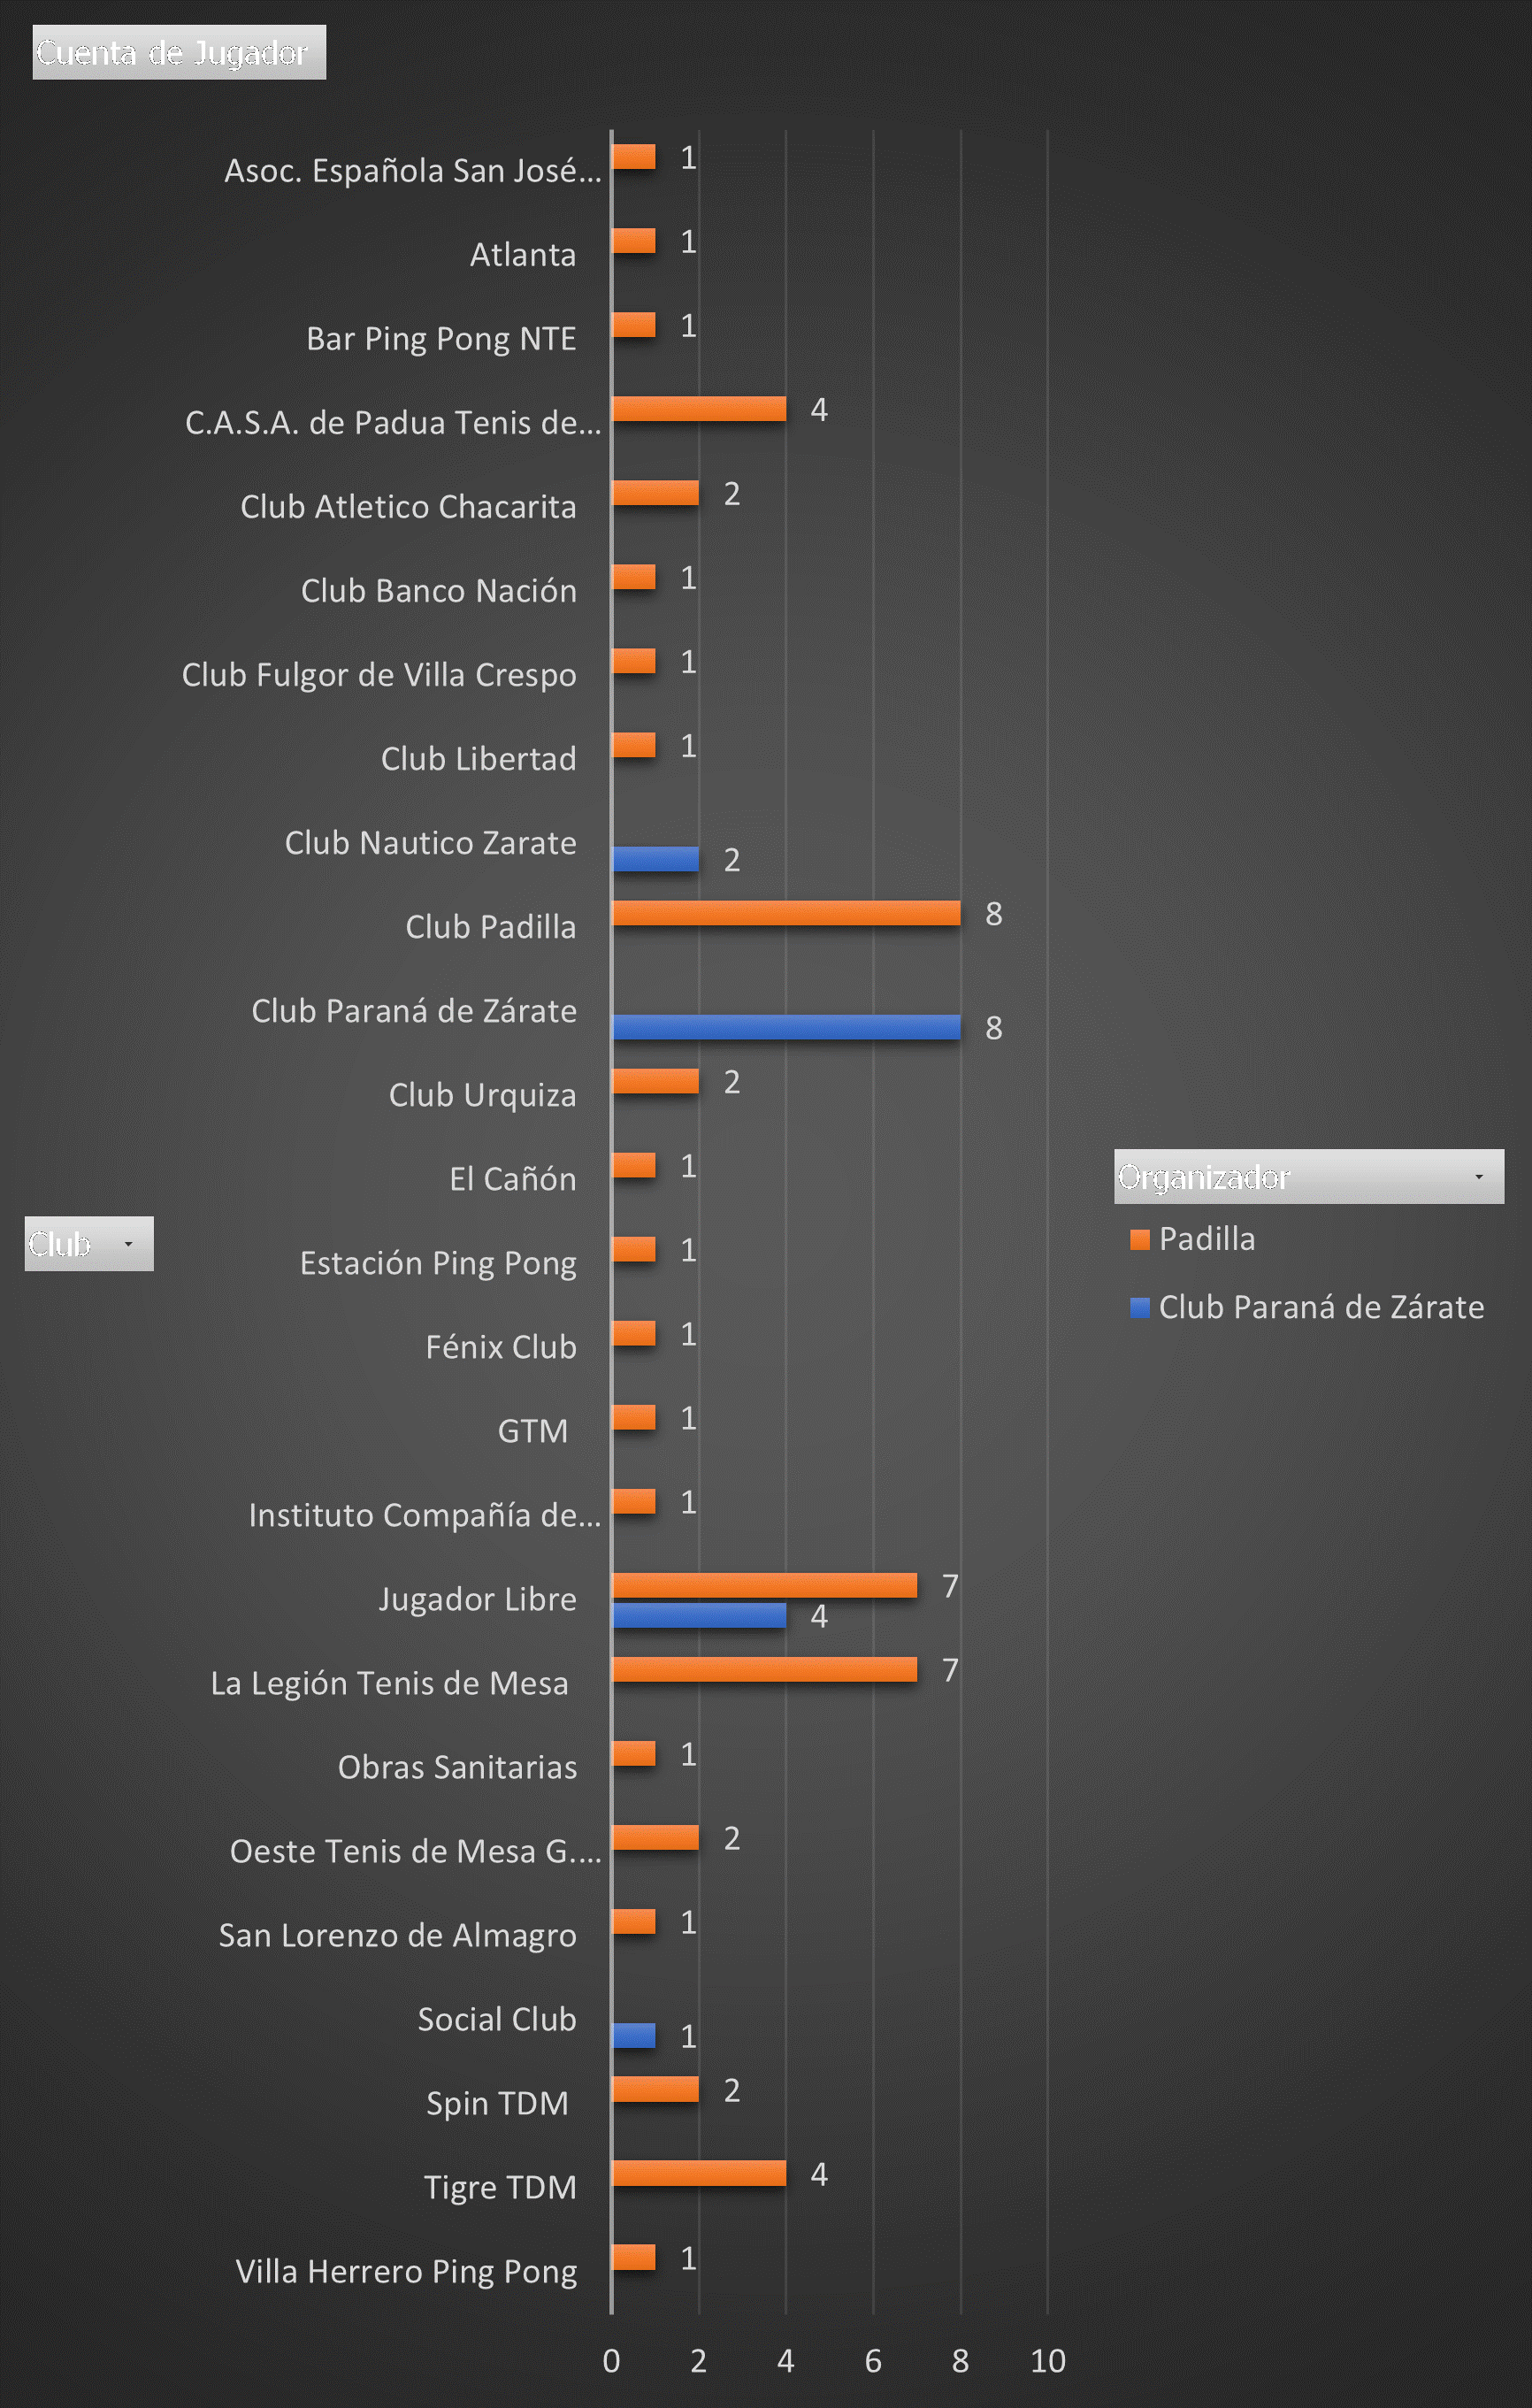 Cuenta de Jugador
Asoc. Española San José... 1
Atlanta 1
Bar Ping Pong NTE 1
C.A.S.A. de Padua Tenis de... 4
Club Atletico Chacarita 2
Club Banco Nación 1
Club Fulgor de Villa Crespo 1
Club Libertad 1
Club Nautico Zarate 2
Club Padilla 8
Club Paraná de Zárate 8
Club Urquiza 2
El Cañón 1
Estación Ping Pong 1
Fénix Club 1
GTM 1
Instituto Compañía de... 1
Jugador Libre 7
4
La Legión Tenis de Mesa 7
Obras Sanitarias 1
Oeste Tenis de Mesa G.... 2
San Lorenzo de Almagro 1
Social Club 1
Spin TDM 2
Tigre TDM 4
Villa Herrero Ping Pong 1
0 2 4 6 8 10
Club
Organizador
Padilla
Club Paraná de Zárate